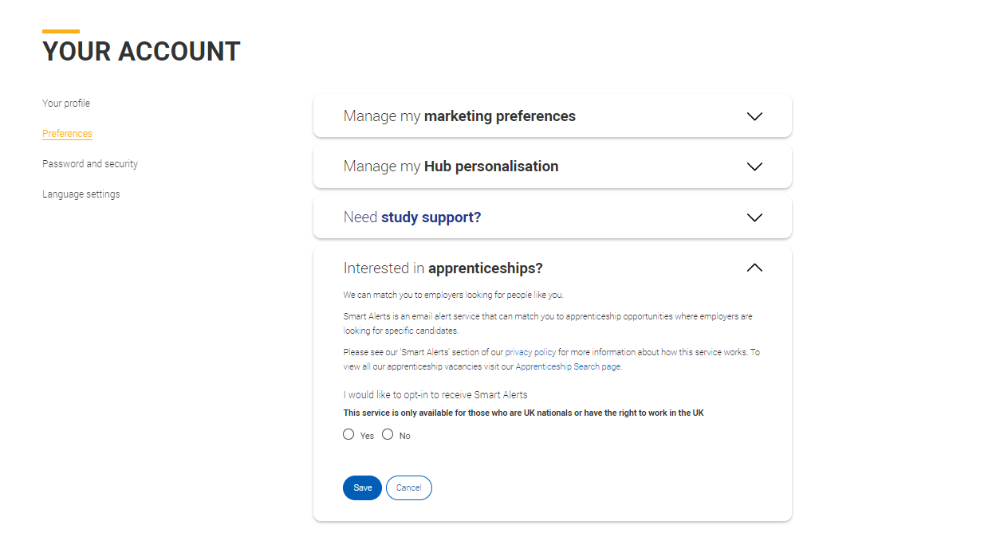 YOUR ACCOUNT
Your profile
Preferences
Password and security
Language settings
Manage my marketing preferences
Manage my Hub personalisation
Need study support?
Interested in apprenticeships?
We can match you to employers looking for people like you.
Smart Alerts is an email alert service that can match you to apprenticeship opportunities where employers are
looking for specific candidates.
Please see our 'Smart Alerts' section of our privacy policy for more information about how this service works. To
view all our apprenticeship vacancies visit our Apprenticeship Search page.
I would like to opt-in to receive Smart Alerts
This service is only available for those who are UK nationals or have the right to work in the UK
Yes No
Save Cancel